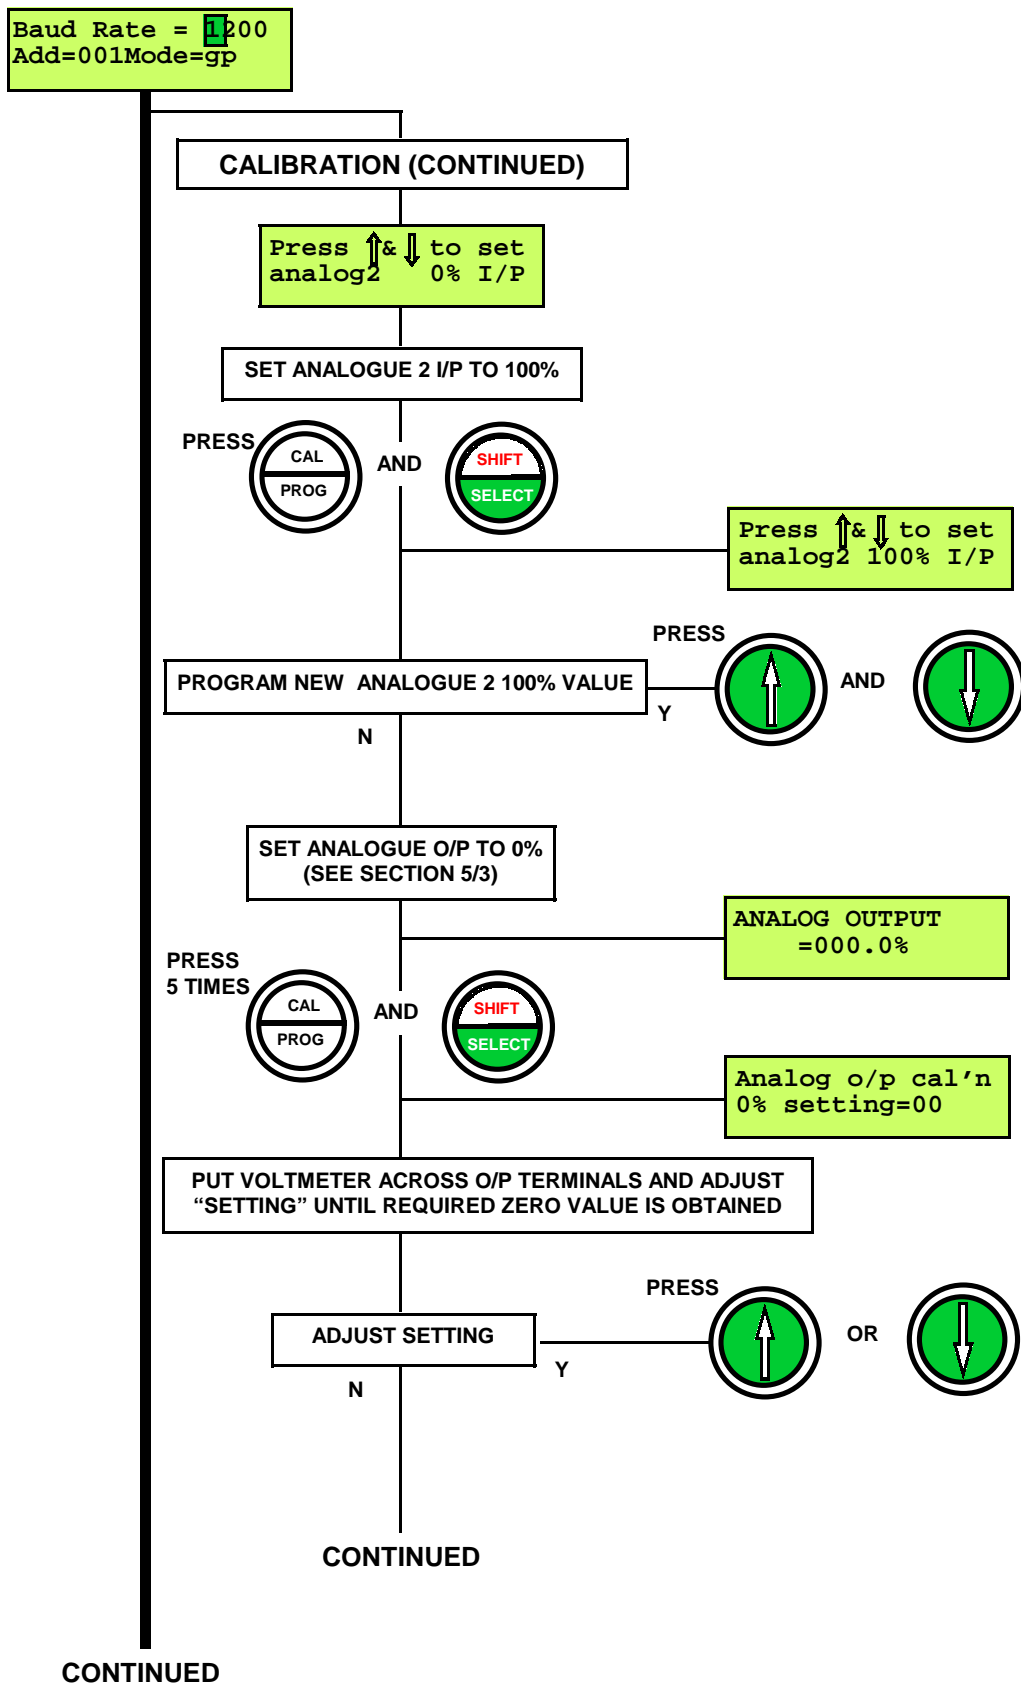 Baud Rate = 1200
Add=001Mode=gp
CALIBRATION (CONTINUED)
Press ⇑& ⇓ to set
analog2 0% I/P
SET ANALOGUE 2 I/P TO 100%
PRESS
CAL
PROG
AND
SHIFT
SELECT
Press ⇑& ⇓ to set
analog2 100% I/P
PRESS
PROGRAM NEW ANALOGUE 2 100% VALUE
Y
AND
N
SET ANALOGUE O/P TO 0%
(SEE SECTION 5/3)
ANALOG OUTPUT
=000.0%
PRESS
5 TIMES
CAL
PROG
AND
SHIFT
SELECT
Analog o/p cal’n
0% setting=00
PUT VOLTMETER ACROSS O/P TERMINALS AND ADJUST
“SETTING” UNTIL REQUIRED ZERO VALUE IS OBTAINED
PRESS
ADJUST SETTING
Y
OR
N
CONTINUED
CONTINUED